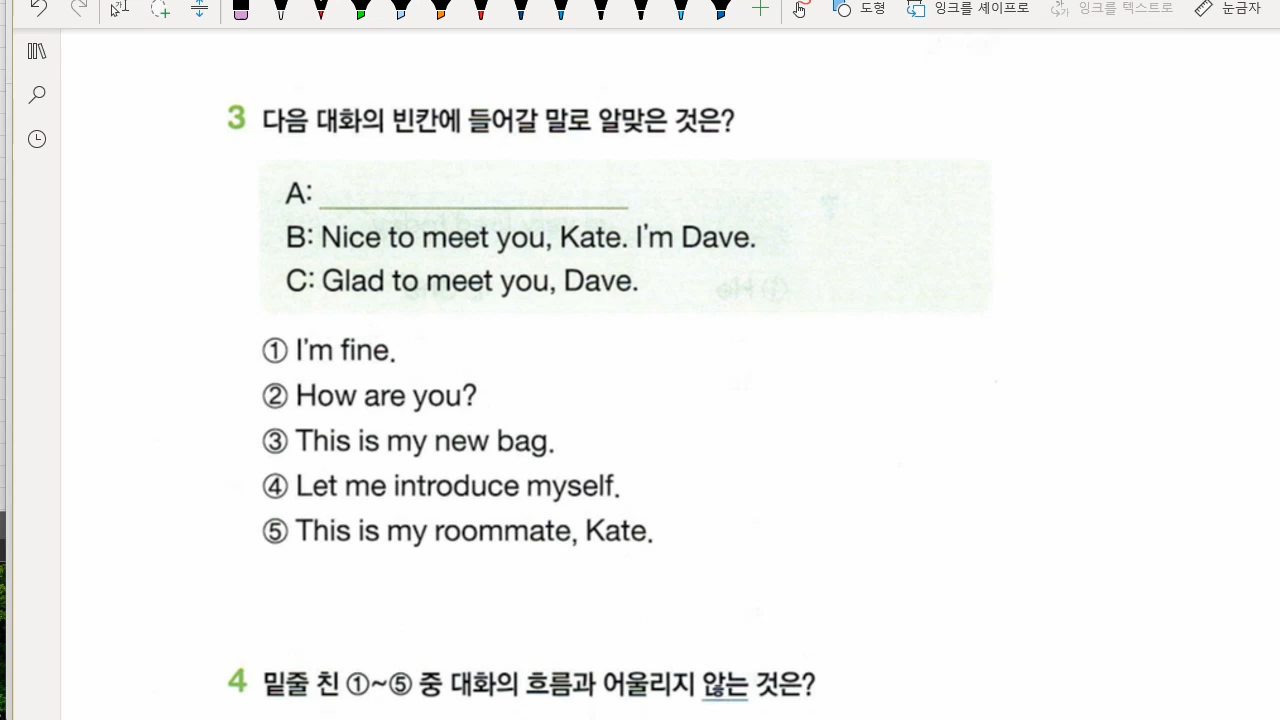 도형 잉크를 셰이프로 잉크를 텍스트로 눈금자
3 다음 대화의 빈칸에 들어갈 말로 알맞은 것은?
A:
B: Nice to meet you, Kate. I'm Dave.
C: Glad to meet you, Dave.
① I'm fine.
② How are you?
③ This is my new bag.
④ Let me introduce myself.
⑤ This is my roommate, Kate.
4 밑줄 친 ①~⑤ 중 대화의 흐름과 어울리지 않는 것은?